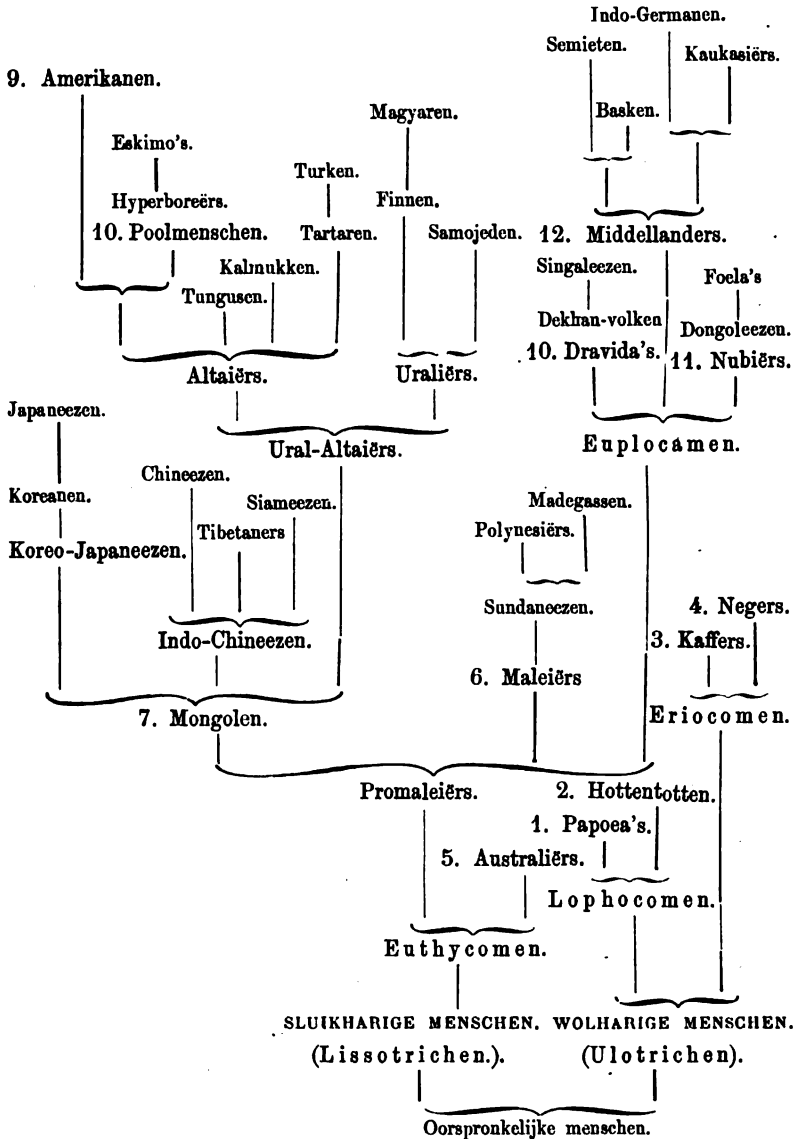 Indo-Germanen.
Semieten.
Kaukasiërs.
9. Amerikanen.
Magyaren.
Basken.
Eskimo's.
Turken.
Hyperboreërs.
Finnen.
10. Poolmenschen.
Tartaren.
Samojeden.
12. Middellanders.
Kalmukken.
Singaleezen.
Foela's
Tungusen.
Dekhan-volken
Dongoleezen.
10. Dravida's.
11. Nubiërs.
Altaiërs.
Uraliërs.
Japaneezen.
Ural-Altaiërs.
Euplocamen.
Chineezen.
Koreanen.
Siameezen.
Madegassen.
Tibetaners
Polynesiërs.
Koreo-Japaneezen.
Sundaneezen.
4. Negers.
Indo-Chineezen.
3. Kaffers.
6. Maleiërs
7. Mongolen.
Eriocomen.
Promaleiërs.
2. Hottentotten.
1. Papoea's.
5. Australiërs.
Lophocomen.
Euthycomen.
SLUIKHARIGE MENSCHEN. WOLHARIGE MENSCHEN.
(Lissotrichen.). (Ulotrichen).
Oorspronkelijke menschen.